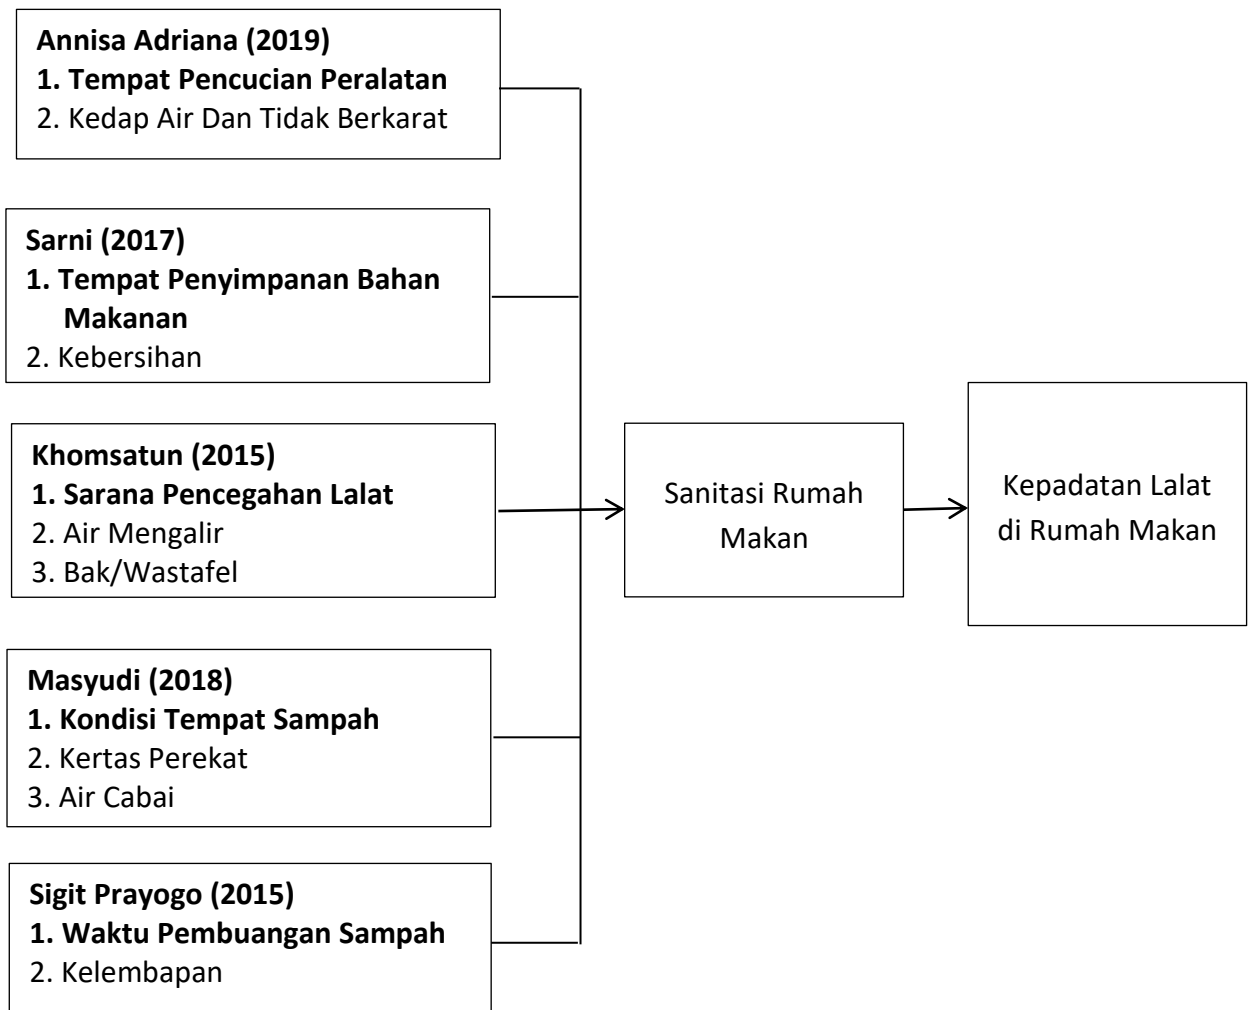 Annisa Adriana (2019)
1. Tempat Pencucian Peralatan
2. Kedap Air Dan Tidak Berkarat
Sarni (2017)
1. Tempat Penyimpanan Bahan
Makanan
2. Kebersihan
Khomsatun (2015)
1. Sarana Pencegahan Lalat
2. Air Mengalir
3. Bak/Wastafel
Masyudi (2018)
1. Kondisi Tempat Sampah
2. Kertas Perekat
3. Air Cabai
Sigit Prayogo (2015)
1. Waktu Pembuangan Sampah
2. Kelembapan
Sanitasi Rumah
Makan
Kepadatan Lalat
di Rumah Makan